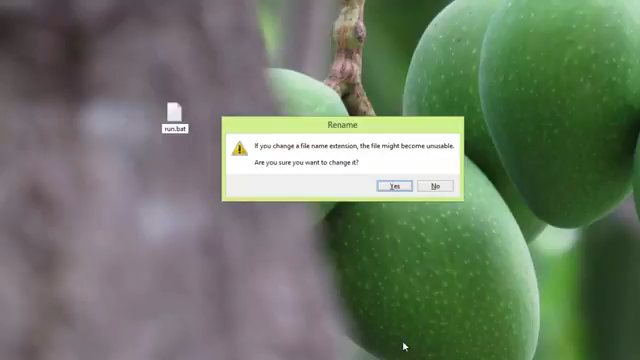 run.bat
Rename
If you change a file name extension, the file might become unusable.
Are you sure you want to change it?
Yes
No